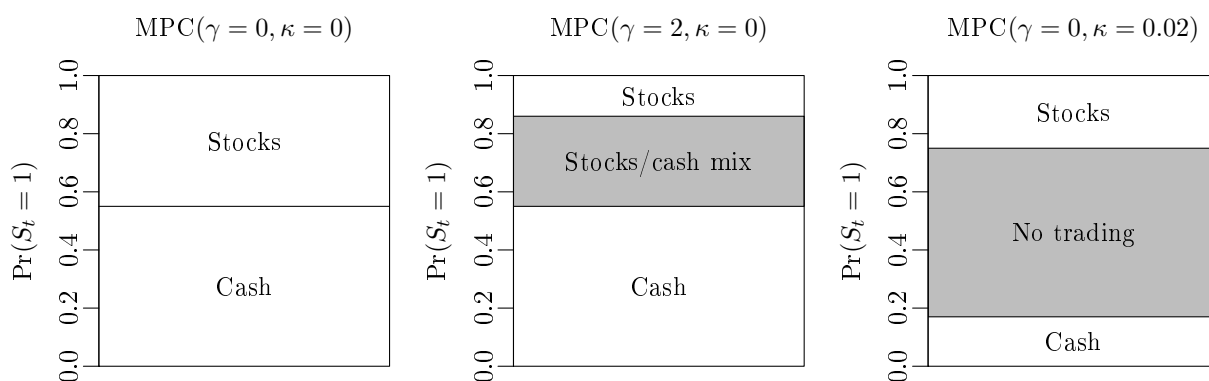 MPC(γ = 0, κ = 0)
Pr(S_t = 1)
1.0
0.8
0.6
0.4
0.2
0.0
Stocks
Cash
MPC(γ = 2, κ = 0)
Pr(S_t = 1)
1.0
0.8
0.6
0.4
0.2
0.0
Stocks
Stocks/cash mix
Cash
MPC(γ = 0, κ = 0.02)
Pr(S_t = 1)
1.0
0.8
0.6
0.4
0.2
0.0
Stocks
No trading
Cash